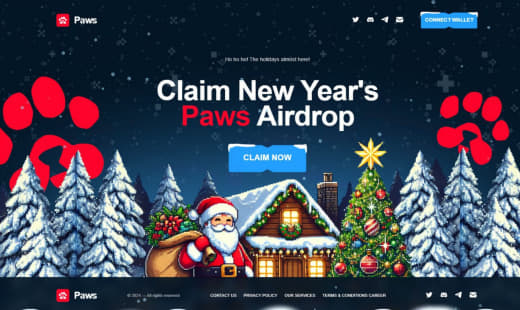 Paws
CONNECT WALLET
Ho ho ho! The holidays almost here!
Claim New Year's
Paws Airdrop
CLAIM NOW
Paws
© 2024 — All rights reserved
CONTACT US PRIVACY POLICY OUR SERVICES TERMS & CONDITIONS CAREER